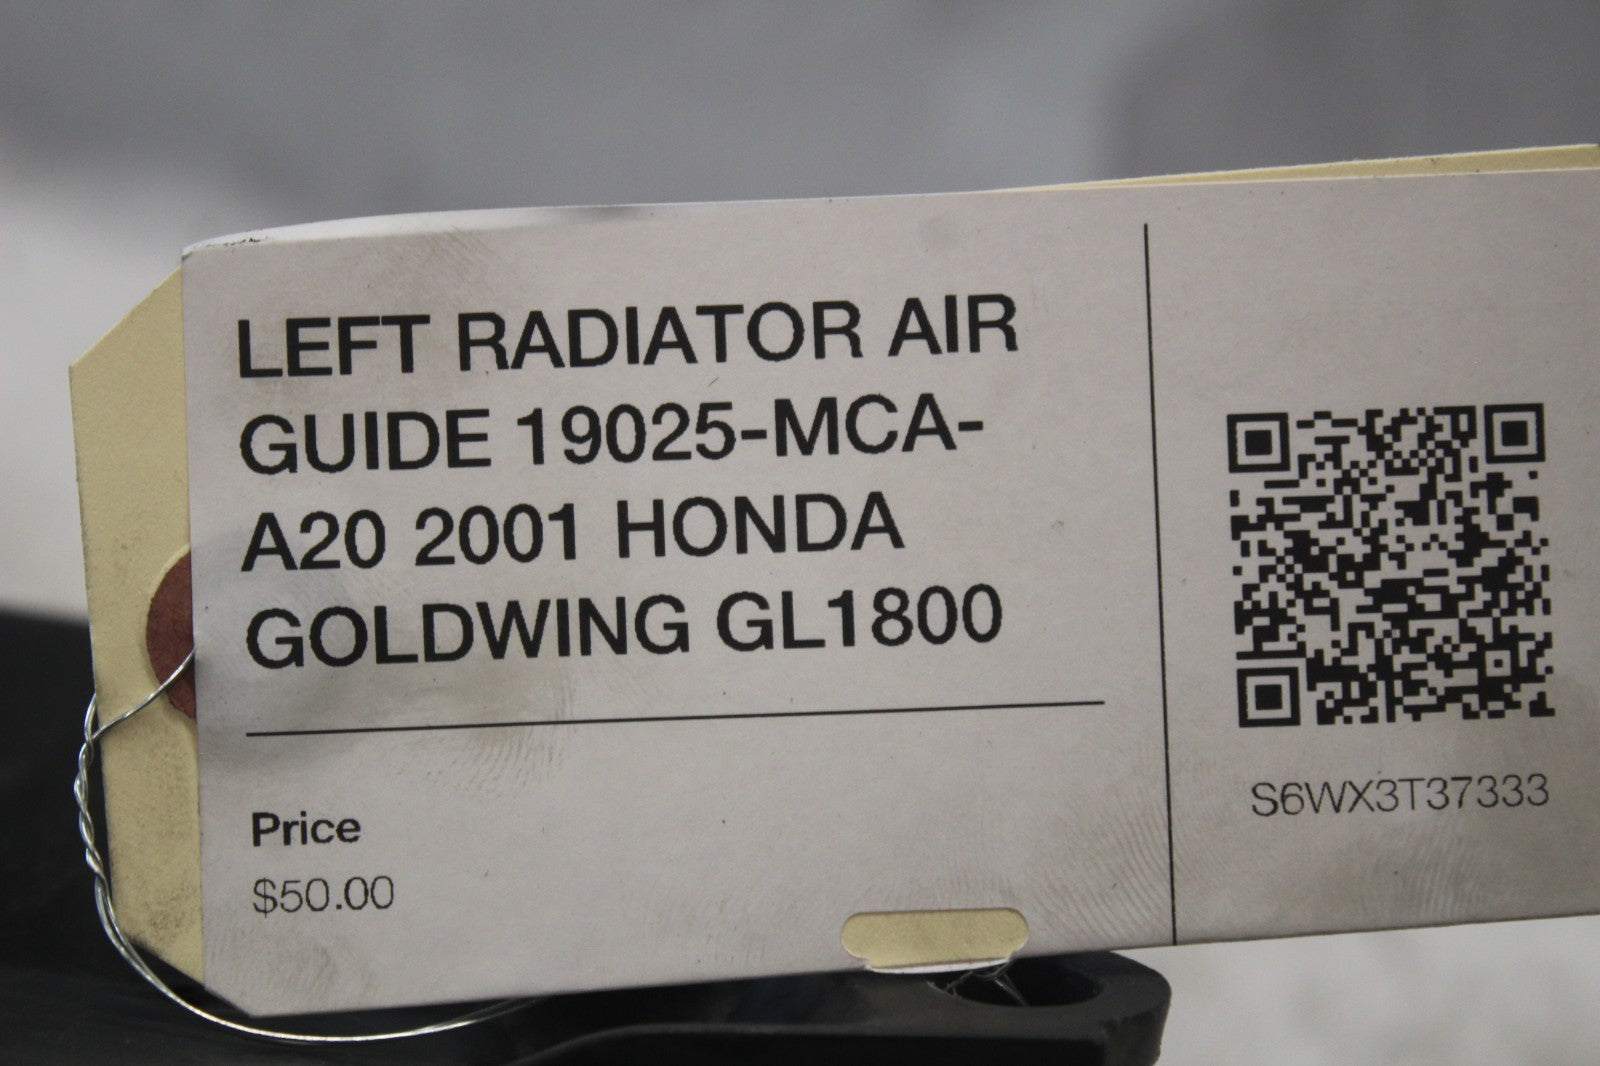 LEFT RADIATOR AIR
GUIDE 19025-MCA-
A20 2001 HONDA
GOLDWING GL1800
Price
$50.00
S6WX3T37333